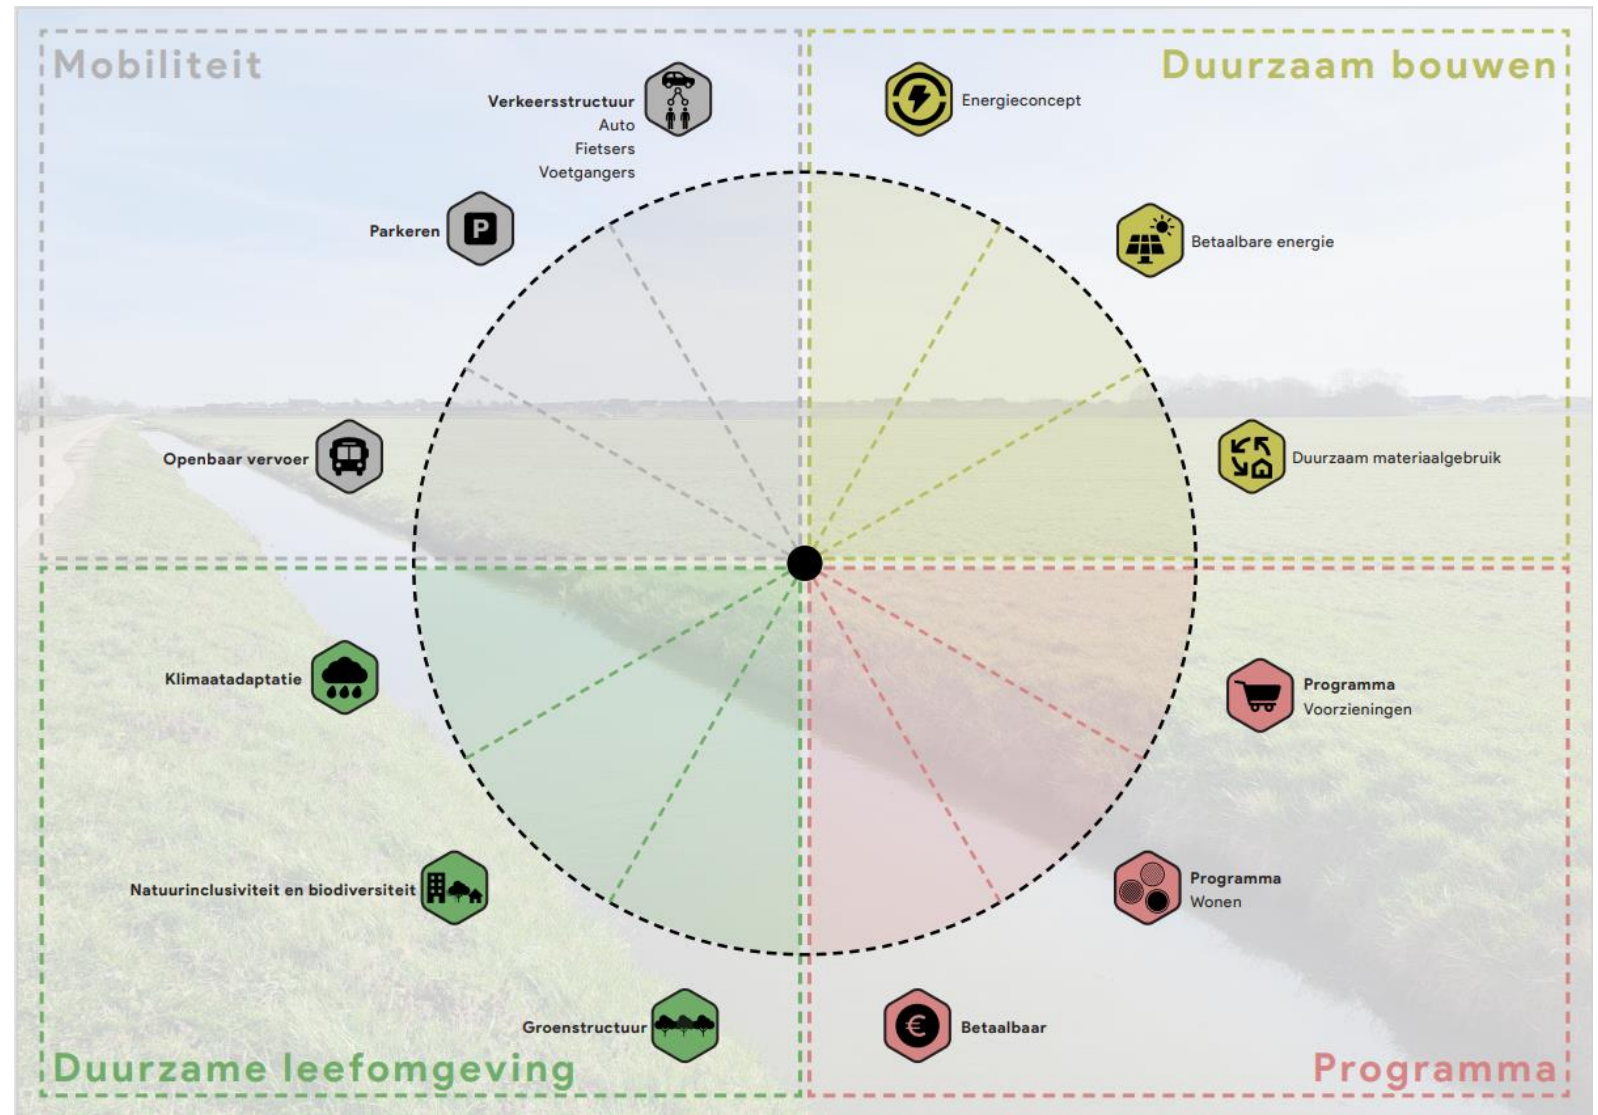 Mobiliteit
Verkeersstructuur
Auto
Fietsers
Voetgangers
Parkeren
P
Openbaar vervoer
Duurzaam bouwen
Energieconcept
Betaalbare energie
Duurzaam materiaalgebruik
Klimaatadaptatie
Natuurinclusiviteit en biodiversiteit
Groenstructuur
Duurzame leefomgeving
Programma
Voorzieningen
Programma
Wonen
€
Betaalbaar
Programma